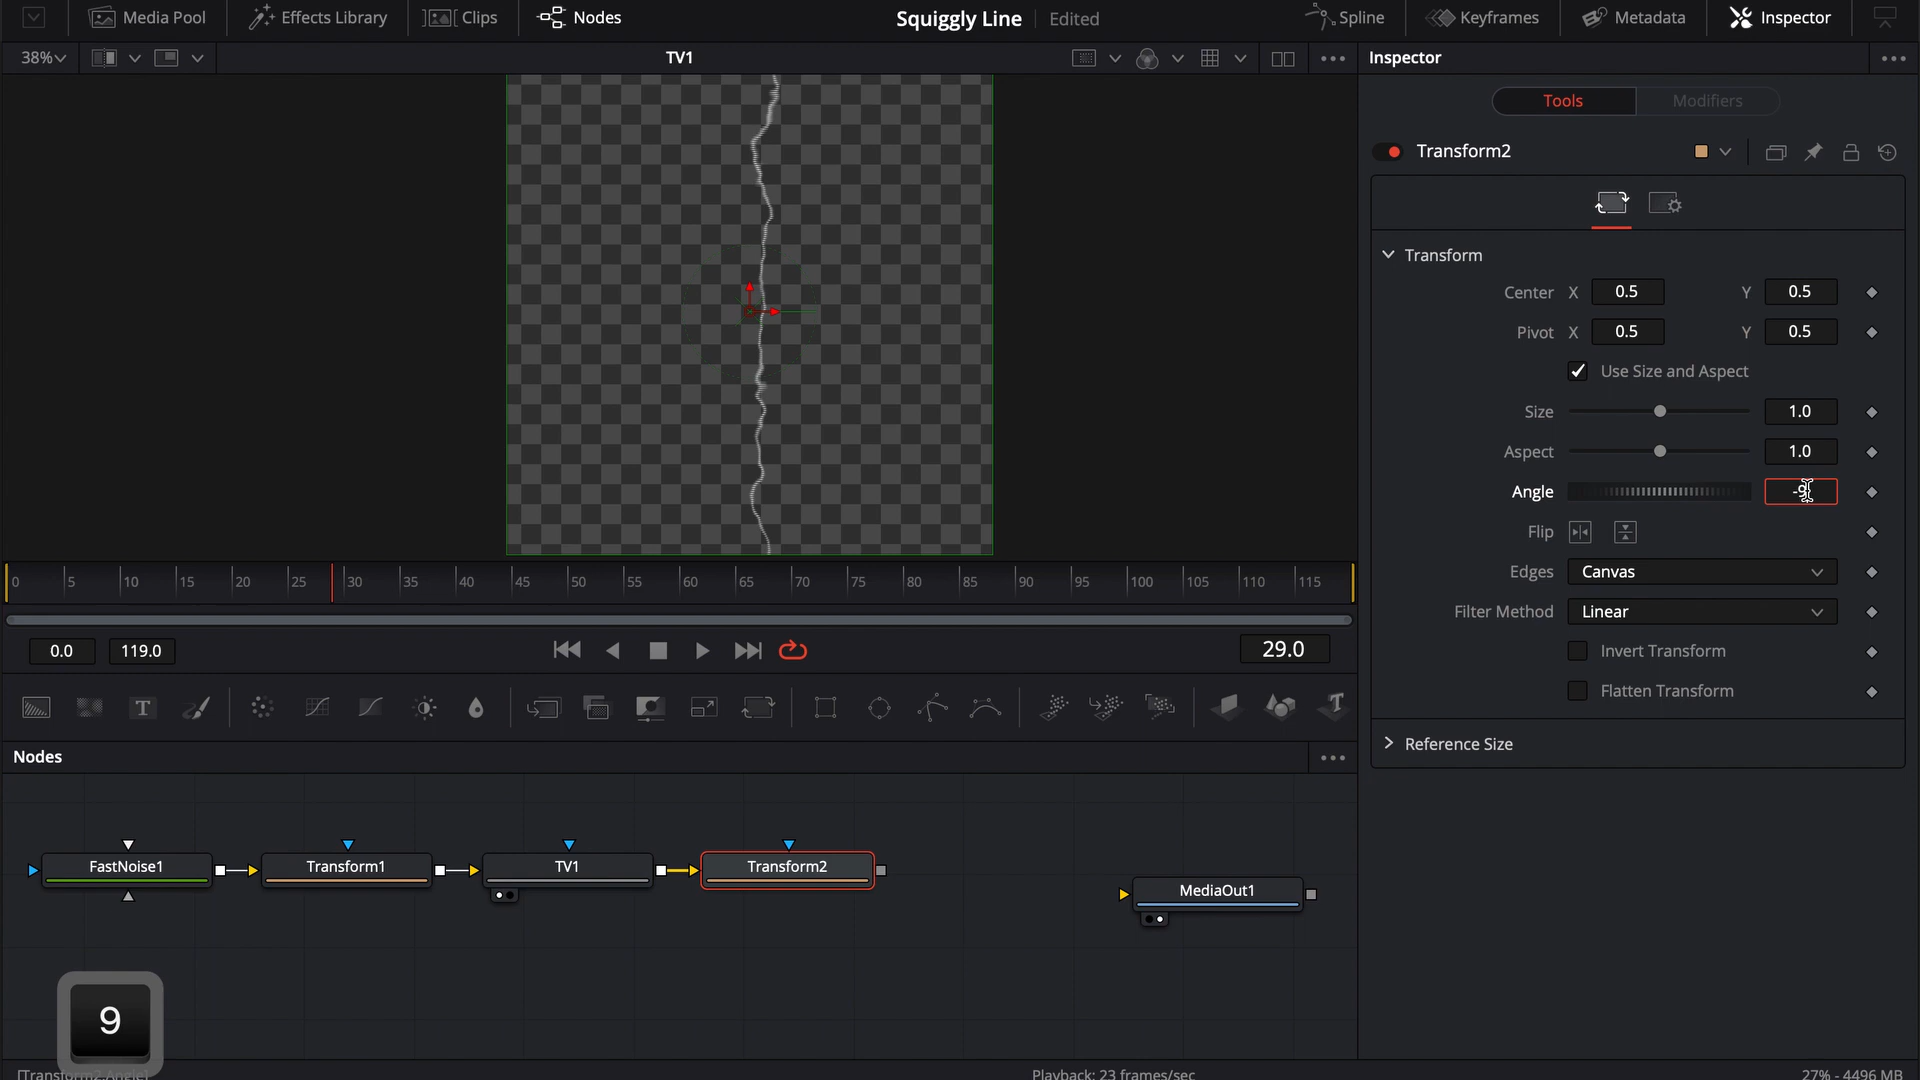 Media Pool
Effects Library
Clips
Nodes
Squiggly Line
Edited
Spline
Keyframes
Metadata
Inspector
38%
TV1
Inspector
Tools
Modifiers
Transform2
Transform
Center X 0.5 Y 0.5
Pivot X 0.5 Y 0.5
Use Size and Aspect
Size 1.0
Aspect 1.0
Angle -9
Flip
Edges Canvas
Filter Method Linear
Invert Transform
Flatten Transform
Reference Size
0 5 10 15 20 25 30 35 40 45 50 55 60 65 70 75 80 85 90 95 100 105 110 115
0.0 119.0 29.0
T
T
Nodes
FastNoise1
Transform1
TV1
Transform2
MediaOut1
9
[Transform2.Angle]
Playback: 23 frames/sec
27% - 4496 MB